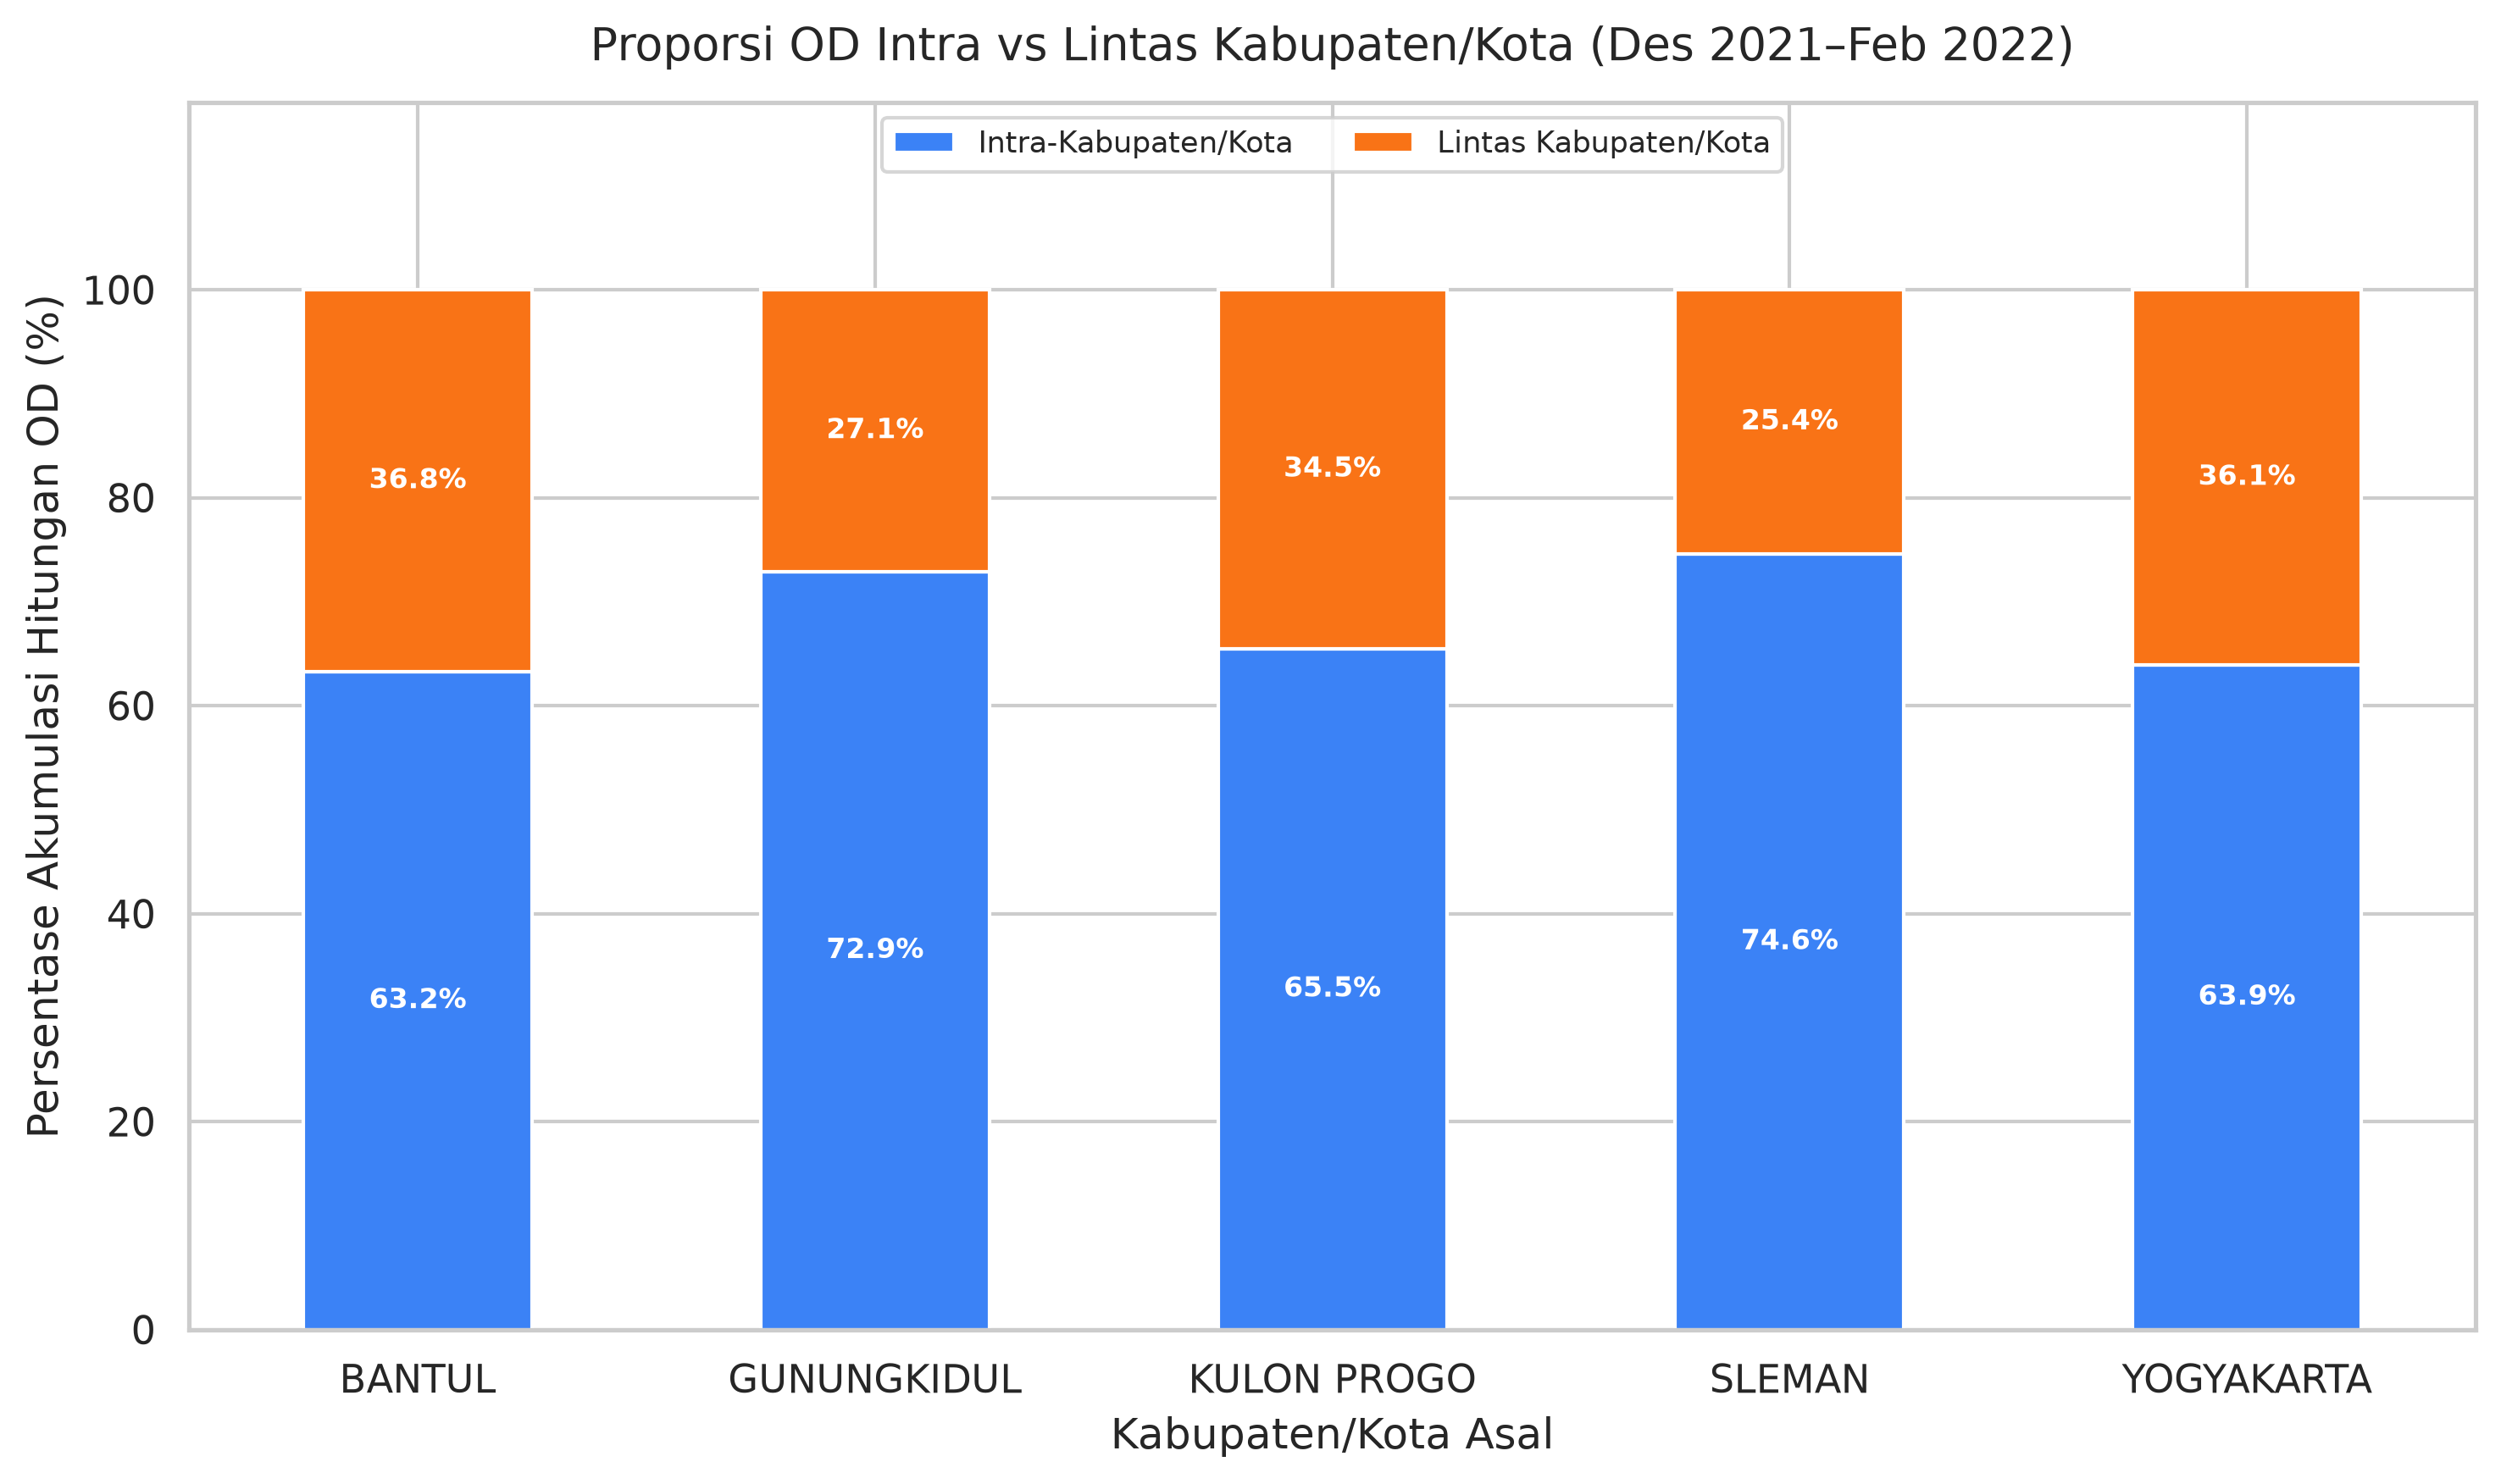 Proporsi OD Intra vs Lintas Kabupaten/Kota (Des 2021–Feb 2022)
Intra-Kabupaten/Kota Lintas Kabupaten/Kota
Persentase Akumulasi Hitungan OD (%)
100
80
60
40
20
0
36.8% 27.1% 34.5% 25.4% 36.1%
63.2% 72.9% 65.5% 74.6% 63.9%
BANTUL GUNUNGKIDUL KULON PROGO SLEMAN YOGYAKARTA
Kabupaten/Kota Asal